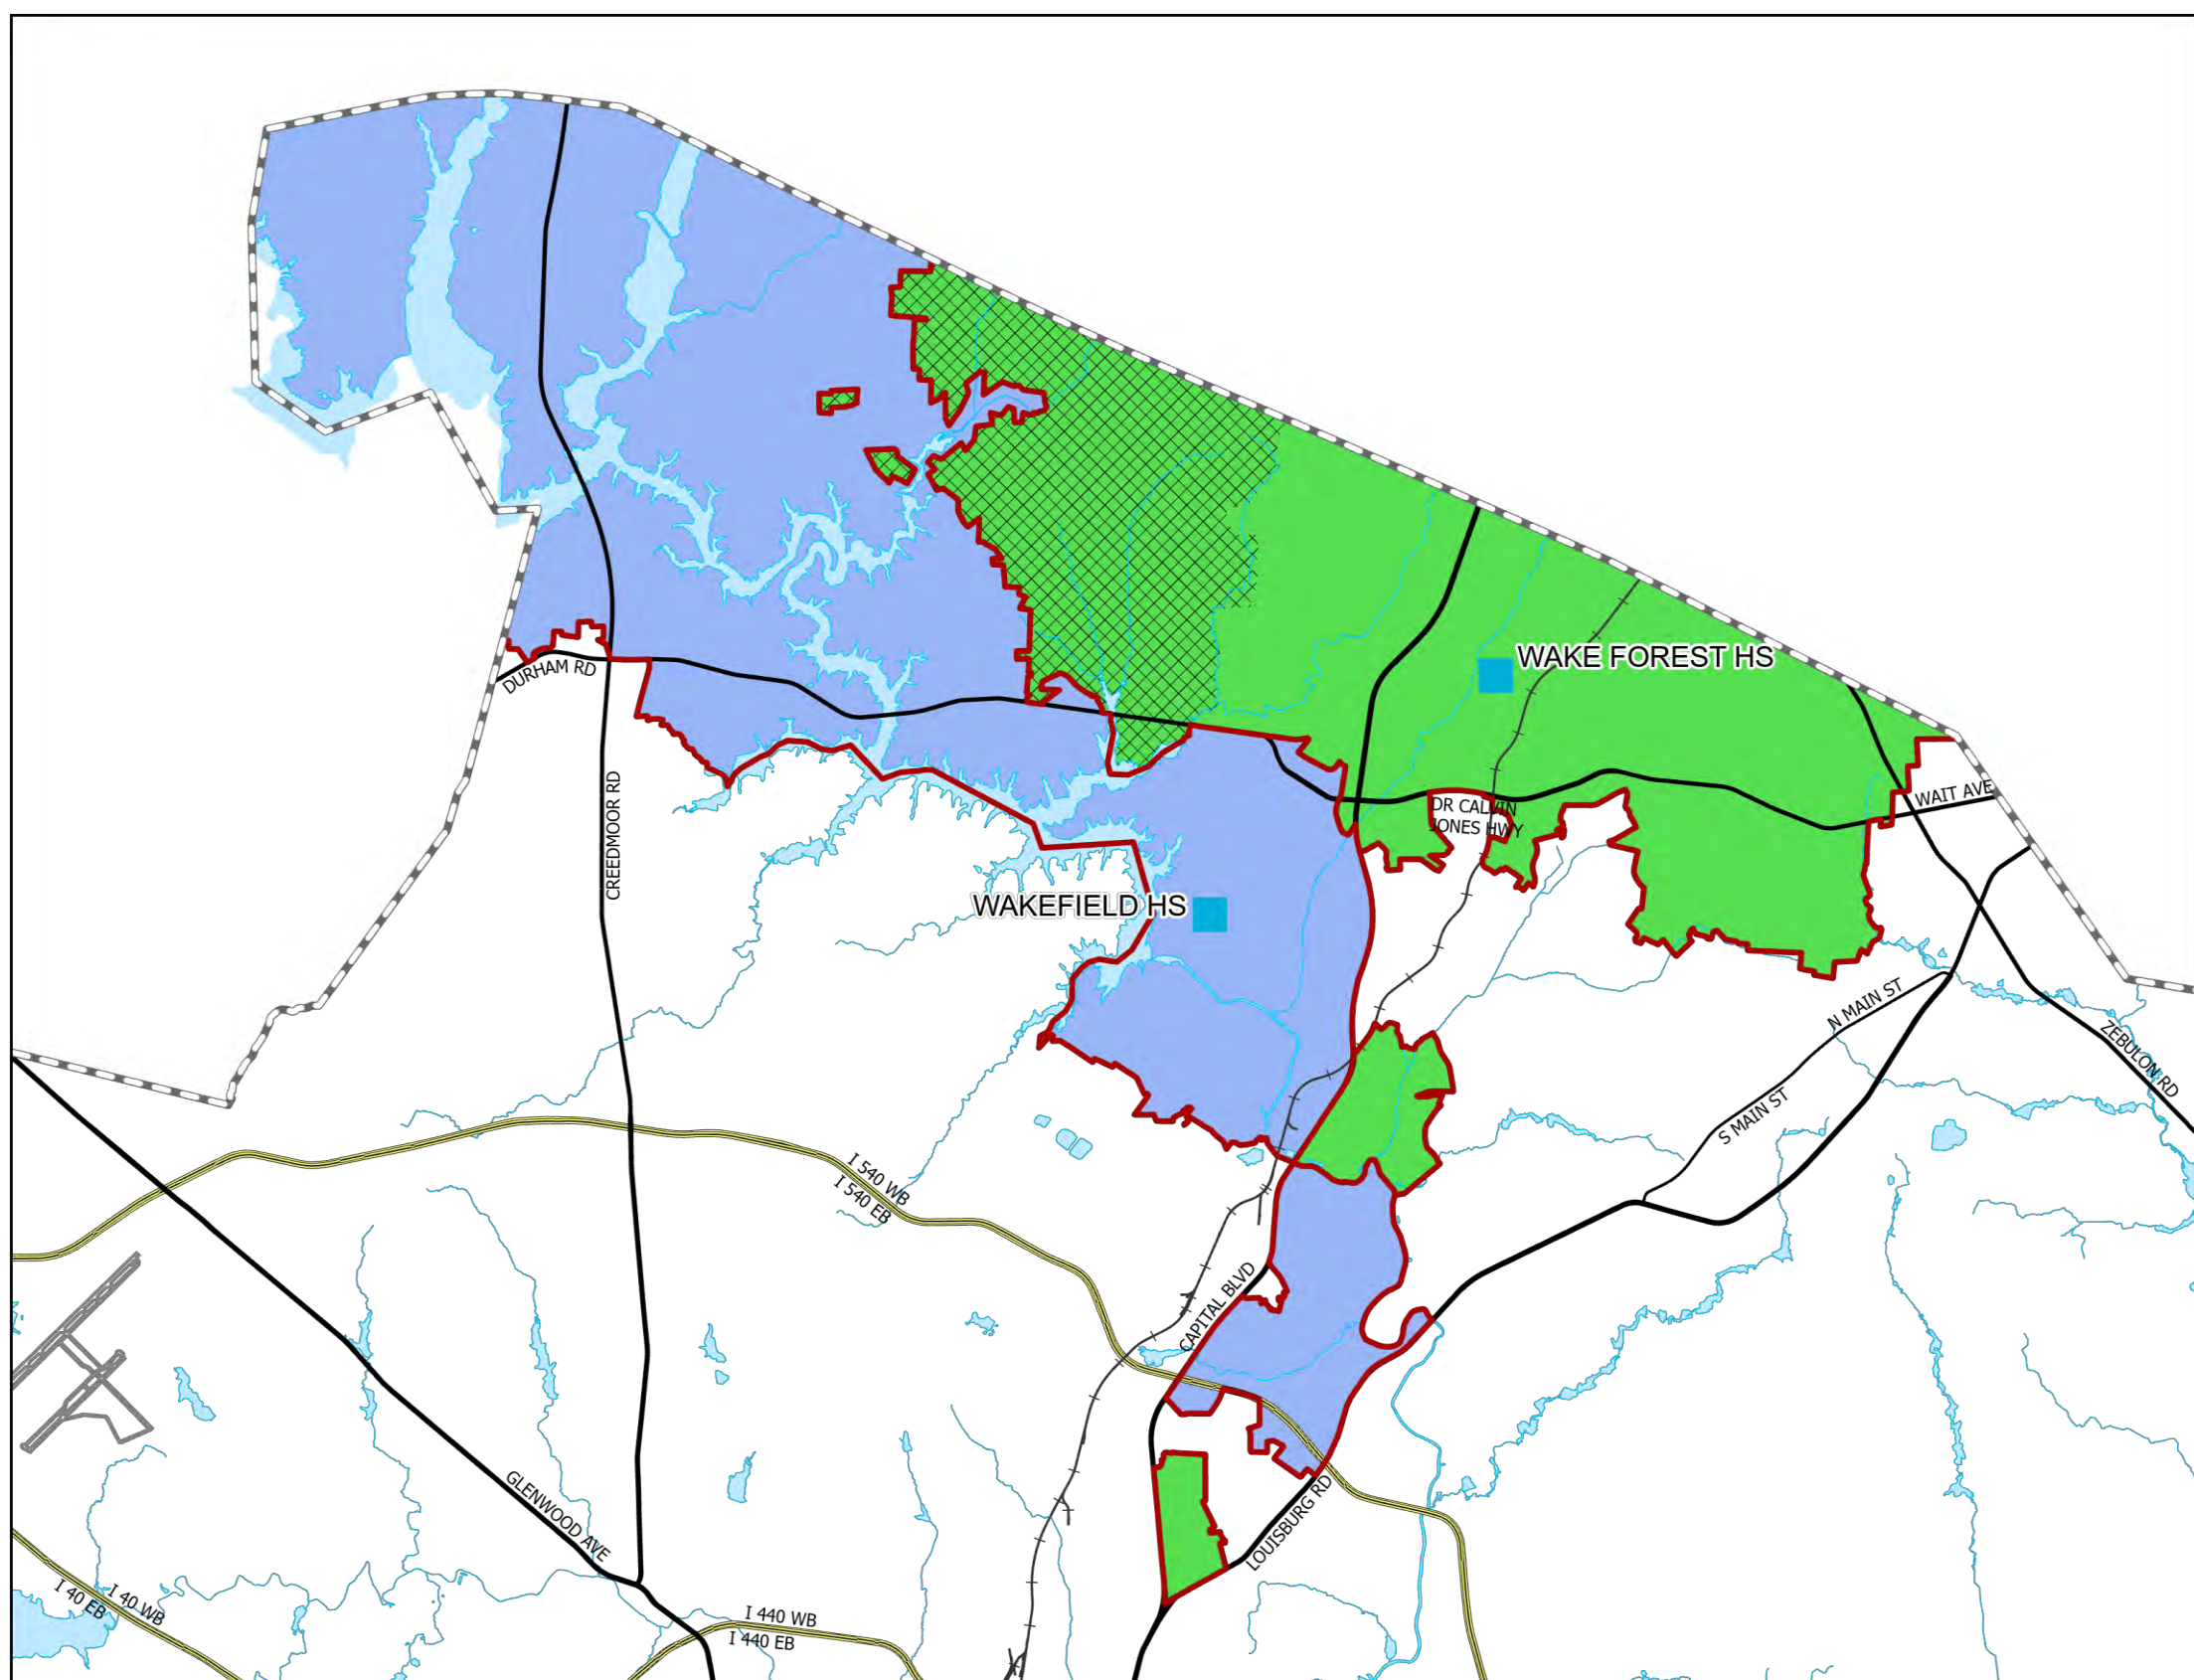 WAKE FOREST HS
DURHAM RD
CREEDMOOR RD
WAIT AVE
DR CALVIN
JONES HWY
WAKEFIELD HS
N MAIN ST
ZEBULON RD
S MAIN ST
I 540 WB
I 540 EB
CAPITAL BLVD
GLENWOOD AVE
LOUISBURG RD
I 40 WB
I 40 EB
I 440 WB
I 440 EB